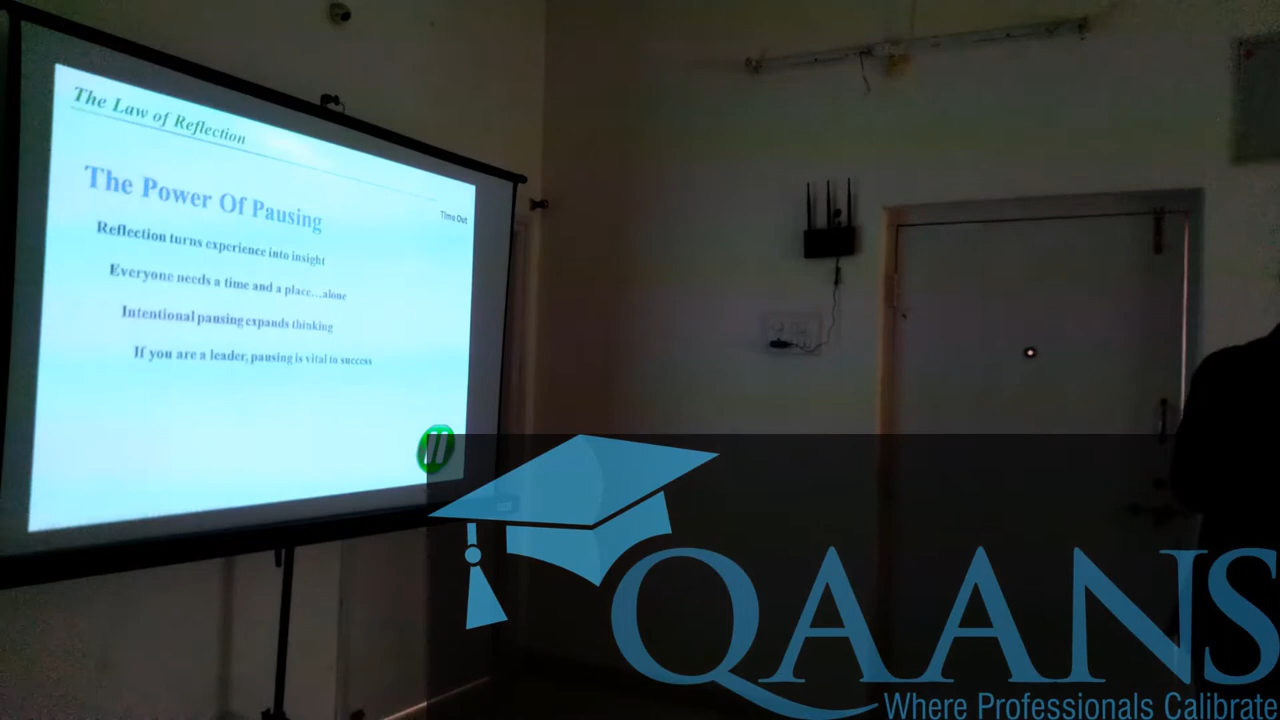 The Law of Reflection
The Power Of Pausing
Time Out
Reflection turns experience into insight
Everyone needs a time and a place...alone
Intentional pausing expands thinking
If you are a leader, pausing is vital to success
QAANS
Where Professionals Calibrate